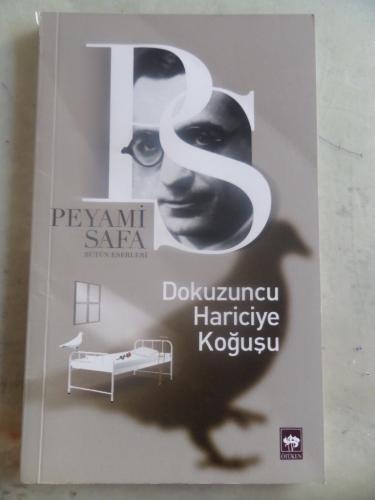 PS
PEYAMİ
SAFA
BÜTÜN ESERLERİ
Dokuzuncu
Hariciye
Koğuşu
ÖTÜKEN